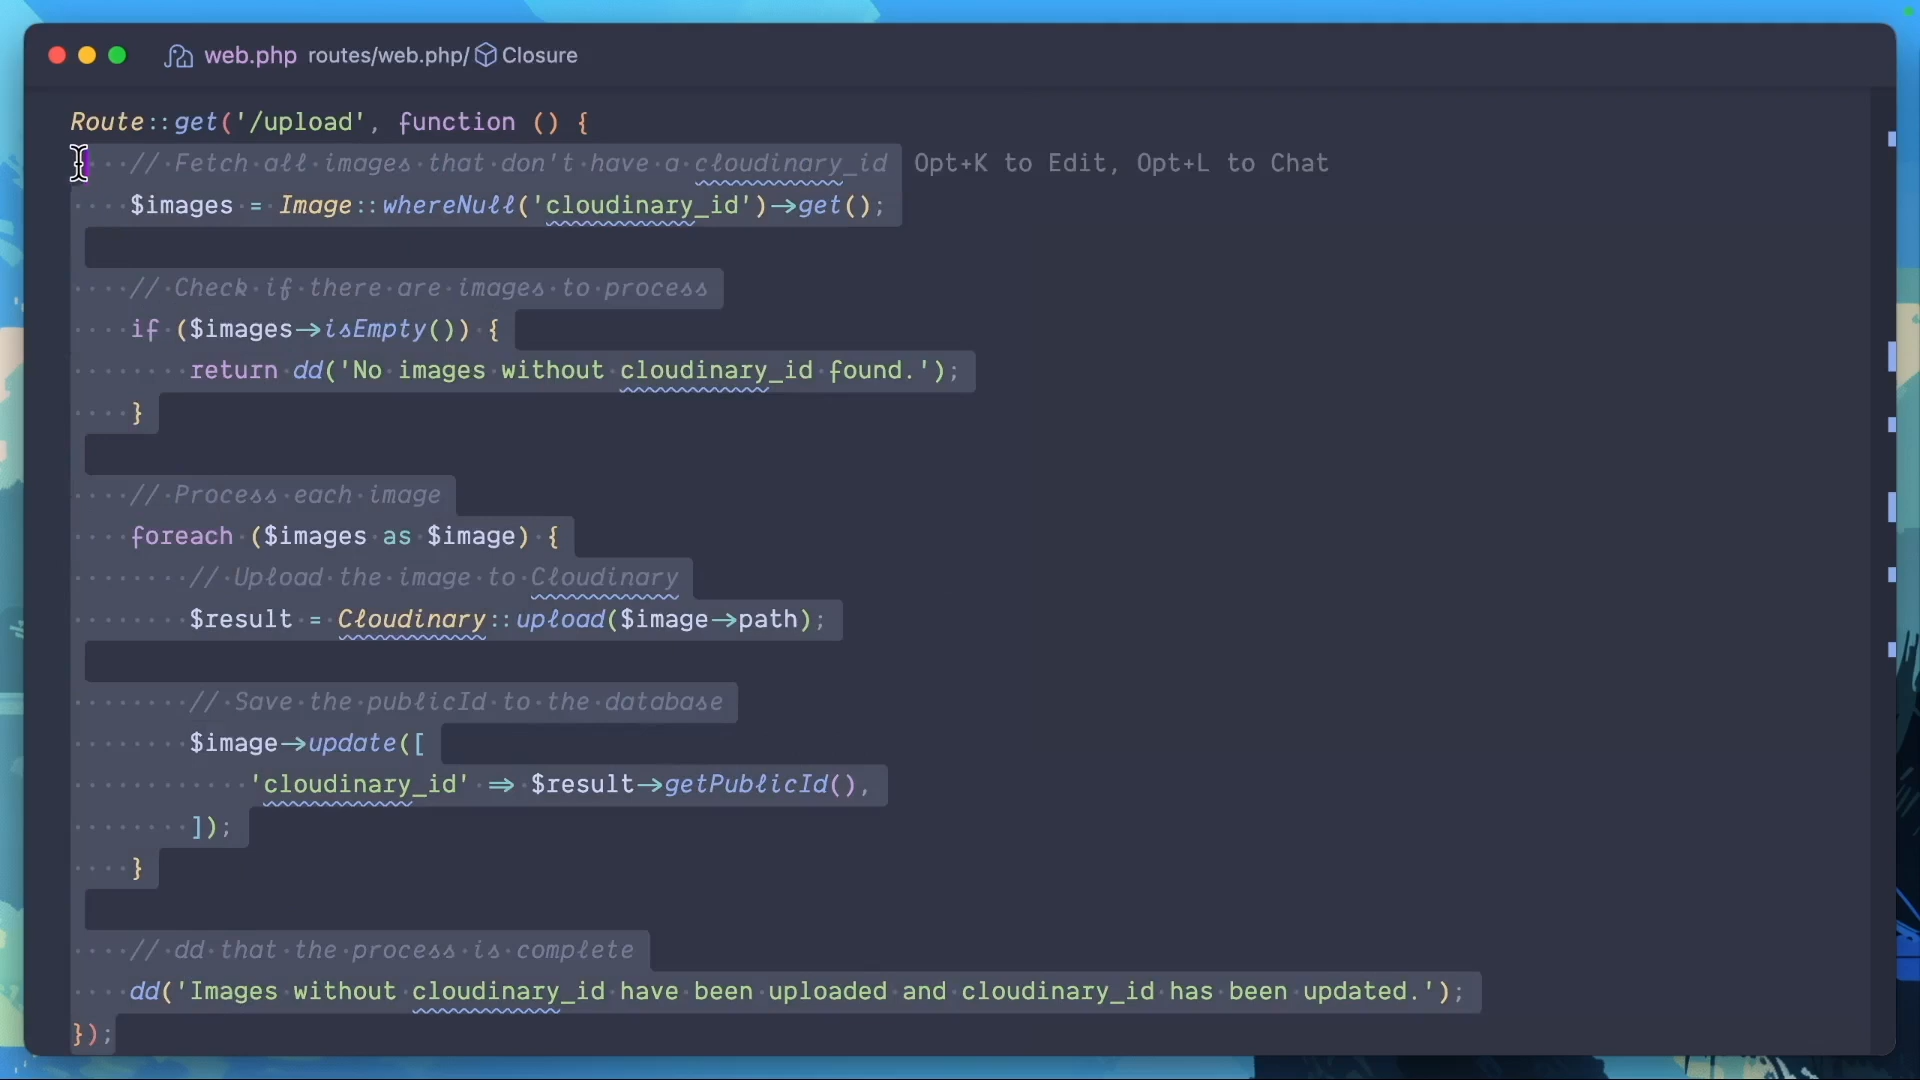 web.php routes/web.php/ Closure
Route::get('/upload', function () {
// Fetch all images that don't have a cloudinary_id Opt+K to Edit, Opt+L to Chat
$images = Image::whereNull('cloudinary_id')->get();
// Check if there are images to process
if ($images->isEmpty()) {
return dd('No images without cloudinary_id found.');
}
// Process each image
foreach ($images as $image) {
// Upload the image to Cloudinary
$result = Cloudinary::upload($image->path);
// Save the publicId to the database
$image->update([
'cloudinary_id' => $result->getPublicId(),
]);
}
// dd that the process is complete
dd('Images without cloudinary_id have been uploaded and cloudinary_id has been updated.');
});